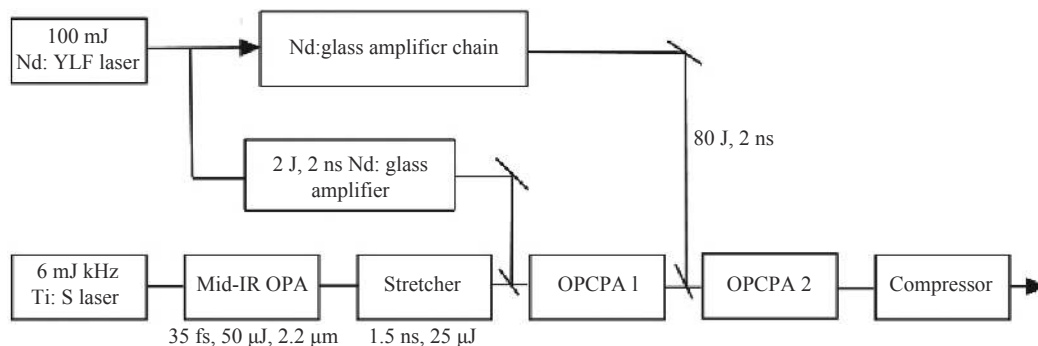 100 mJ
Nd: YLF laser
Nd:glass amplificr chain
80 J, 2 ns
2 J, 2 ns Nd: glass
amplifier
6 mJ kHz
Ti: S laser
Mid-IR OPA
Stretcher
OPCPA 1
OPCPA 2
Compressor
35 fs, 50 μJ, 2.2 μm
1.5 ns, 25 μJ